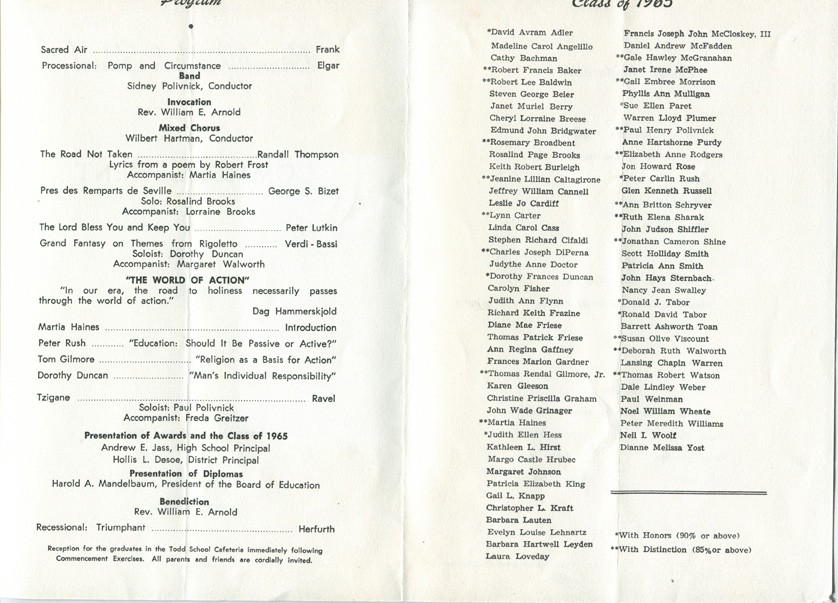 Program
Sacred Air ........ Frank
Processional: Pomp and Circumstance ........ Elgar
Band
Sidney Polivnick, Conductor
Invocation
Rev. William E. Arnold
Mixed Chorus
Wilbert Hartman, Conductor
The Road Not Taken ........ Randall Thompson
Lyrics from a poem by Robert Frost
Accompanist: Martia Haines
Pres des Remparts de Seville ........ George S. Bizet
Solo: Rosalind Brooks
Accompanist: Lorraine Brooks
The Lord Bless You and Keep You ........ Peter Lutkin
Grand Fantasy on Themes from Rigoletto ........ Verdi - Bassi
Soloist: Dorothy Duncan
Accompanist: Margaret Walworth
"THE WORLD OF ACTION"
"In our era, the road to holiness necessarily passes
through the world of action."
Dag Hammerskjold
Martia Haines ........ Introduction
Peter Rush ........ "Education: Should It Be Passive or Active?"
Tom Gilmore ........ "Religion as a Basis for Action"
Dorothy Duncan ........ "Man's Individual Responsibility"
Tzigane ........ Ravel
Soloist: Paul Polivnick
Accompanist: Freda Greitzer
Presentation of Awards and the Class of 1965
Andrew E. Jass, High School Principal
Hollis L. Desoe, District Principal
Presentation of Diplomas
Harold A. Mandelbaum, President of the Board of Education
Benediction
Rev. William E. Arnold
Recessional: Triumphant ........ Herfurth
Reception for the graduates in the Todd School Cafeteria immediately following
Commencement Exercises. All parents and friends are cordially invited.
Class of 1965
*David Avram Adler
Madeline Carol Angelillo
Cathy Bachman
**Robert Francis Baker
**Robert Lee Baldwin
Steven George Beier
Janet Muriel Berry
Cheryl Lorraine Breese
Edmund John Bridgwater
**Rosemary Broadbent
Rosalind Page Brooks
Keith Robert Burleigh
**Jeanine Lillian Caltagirone
Jeffrey William Cannell
Leslie Jo Cardiff
**Lynn Carter
Linda Carol Cass
Stephen Richard Cifaldi
**Charles Joseph DiPerna
Judythe Anne Doctor
*Dorothy Frances Duncan
Carolyn Fisher
Judith Ann Flynn
Richard Keith Frazine
Diane Mae Friese
Thomas Patrick Friese
Ann Regina Gaffney
Frances Marion Gardner
**Thomas Rendal Gilmore, Jr.
Karen Gleeson
Christine Priscilla Graham
John Wade Grinager
**Martia Haines
*Judith Ellen Hess
Kathleen L. Hirst
Margo Castle Hrubec
Margaret Johnson
Patricia Elizabeth King
Gail L. Knapp
Christopher L. Kraft
Barbara Lauten
Evelyn Louise Lehnartz
Barbara Hartwell Leyden
Laura Loveday
Francis Joseph John McCloskey, III
Daniel Andrew McFadden
**Gale Hawley McGranahan
Janet Irene McPhee
**Gail Embree Morrison
Phyllis Ann Mulligan
*Sue Ellen Paret
Warren Lloyd Plumer
**Paul Henry Polivnick
Anne Hartshorne Purdy
**Elizabeth Anne Rodgers
Jon Howard Rose
*Peter Carlin Rush
Glen Kenneth Russell
**Ann Britton Schryver
**Ruth Elena Sharak
John Judson Shiffler
**Jonathan Cameron Shine
Scott Holliday Smith
Patricia Ann Smith
John Hays Sternbach
Nancy Jean Swalley
*Donald J. Tabor
*Ronald David Tabor
Barrett Ashworth Toan
**Susan Olive Viscount
**Deborah Ruth Walworth
Lansing Chapin Warren
**Thomas Robert Watson
Dale Lindley Weber
Paul Weinman
Noel William Wheate
Peter Meredith Williams
Neil I. Woolf
Dianne Melissa Yost
*With Honors (90% or above)
**With Distinction (85% or above)